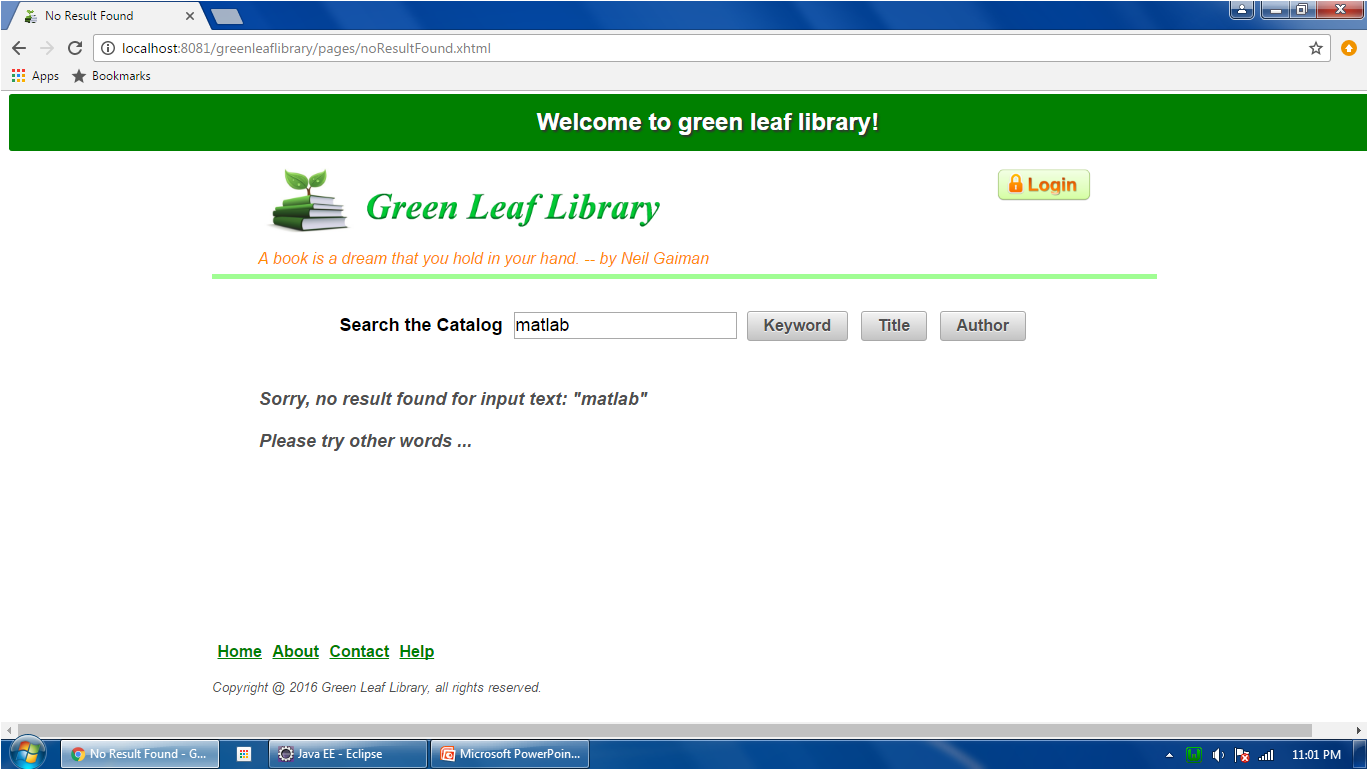 No Result Found
localhost:8081/greenleaflibrary/pages/noResultFound.xhtml
Apps Bookmarks
Welcome to green leaf library!
Green Leaf Library
Login
A book is a dream that you hold in your hand. -- by Neil Gaiman
Search the Catalog matlab Keyword Title Author
Sorry, no result found for input text: "matlab"
Please try other words ...
Home About Contact Help
Copyright @ 2016 Green Leaf Library, all rights reserved.
No Result Found - G... Java EE - Eclipse Microsoft PowerPoin... 11:01 PM